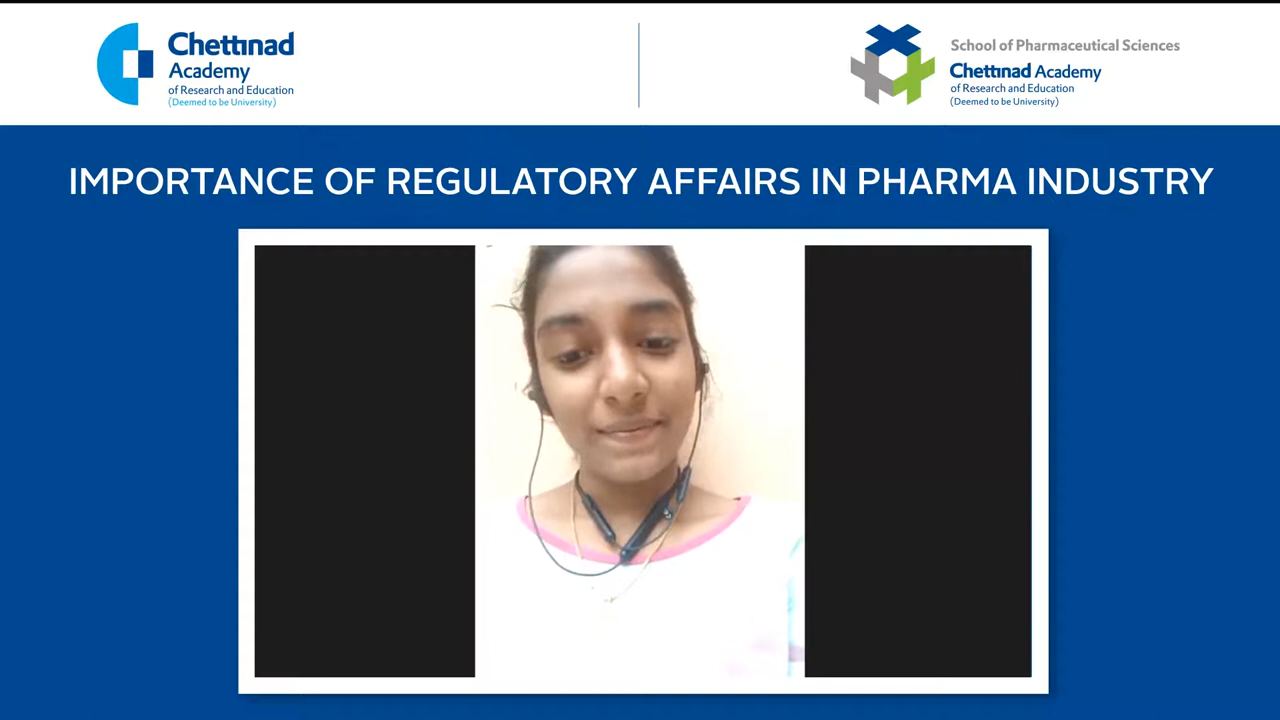 Chettinad
Academy
of Research and Education
(Deemed to be University)
School of Pharmaceutical Sciences
Chettinad Academy
of Research and Education
(Deemed to be University)
IMPORTANCE OF REGULATORY AFFAIRS IN PHARMA INDUSTRY